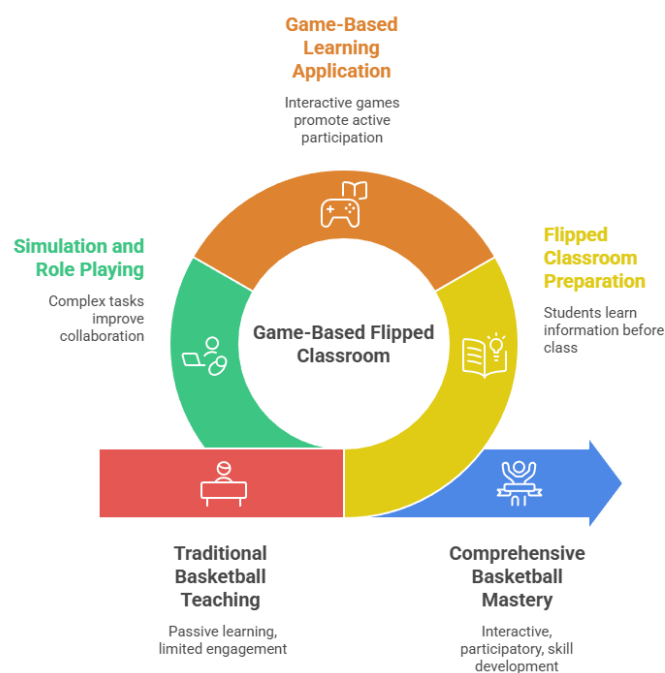 Game-Based
Learning
Application
Interactive games
promote active
participation
Simulation and
Role Playing
Complex tasks
improve
collaboration
Flipped
Classroom
Preparation
Students learn
information before
class
Game-Based Flipped
Classroom
Traditional
Basketball
Teaching
Passive learning,
limited engagement
Comprehensive
Basketball
Mastery
Interactive,
participatory, skill
development